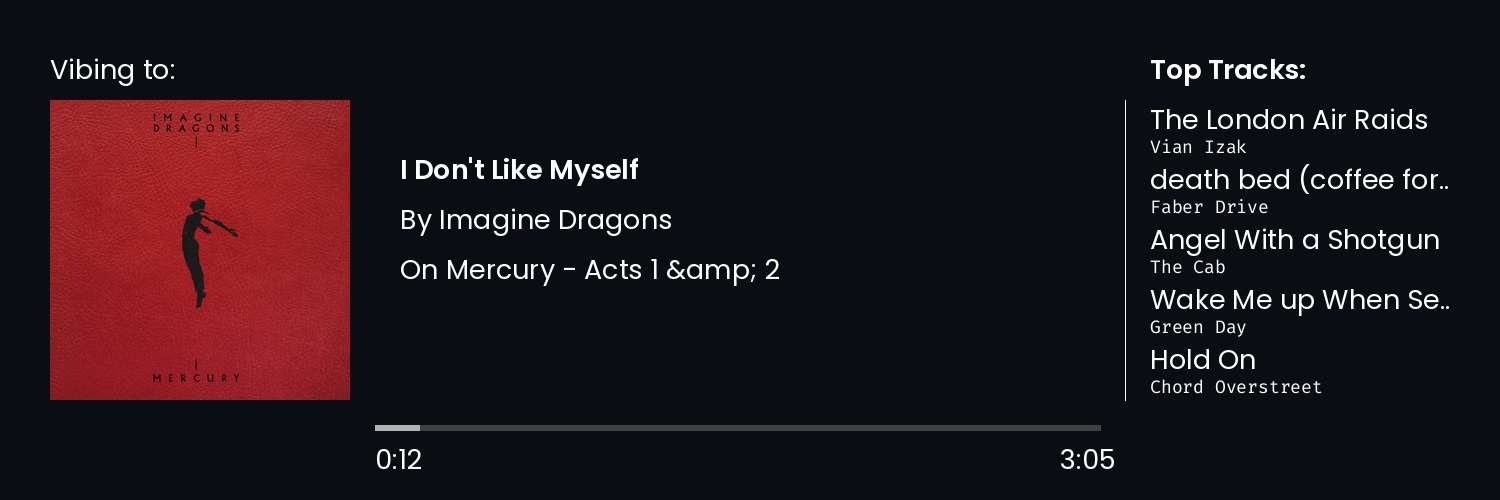 Vibing to:
IMAGINE
DRAGONS
MERCURY
I Don't Like Myself
By Imagine Dragons
On Mercury - Acts 1 &amp; 2
0:12
3:05
Top Tracks:
The London Air Raids
Vian Izak
death bed (coffee for..
Faber Drive
Angel With a Shotgun
The Cab
Wake Me up When Se..
Green Day
Hold On
Chord Overstreet